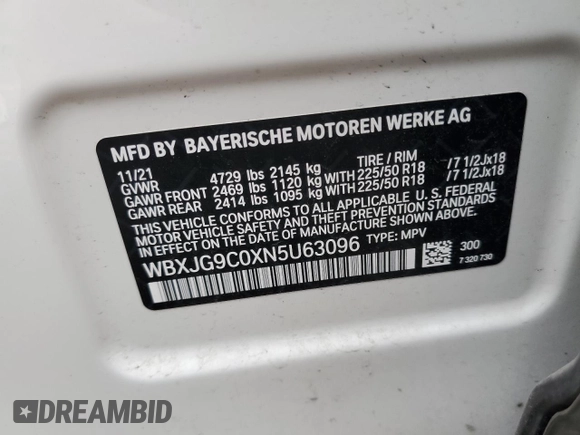 MFD BY BAYERISCHE MOTOREN WERKE AG
11/21 TIRE / RIM
GVWR 4729 lbs 2145 kg
GAWR FRONT 2469 lbs 1120 kg WITH 225/50 R18 /7 1/2Jx18
GAWR REAR 2414 lbs 1095 kg WITH 225/50 R18 /7 1/2Jx18
THIS VEHICLE CONFORMS TO ALL APPLICABLE U. S. FEDERAL
MOTOR VEHICLE SAFETY AND THEFT PREVENTION STANDARDS
IN EFFECT ON THE DATE OF MANUFACTURE SHOWN ABOVE.
WBXJG9C0XN5U63096 TYPE: MPV
300
7 320 730
DREAMBID